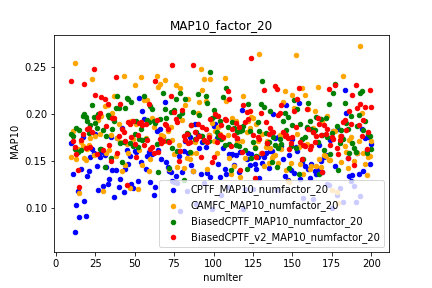 MAP10_factor_20
MAP10
0.25
0.20
0.15
0.10
CPTF_MAP10_numfactor_20
CAMFC_MAP10_numfactor_20
BiasedCPTF_MAP10_numfactor_20
BiasedCPTF_v2_MAP10_numfactor_20
0 25 50 75 100 125 150 175 200
numIter